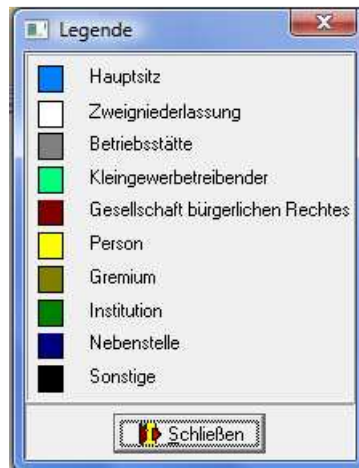 Legende
Hauptsitz
Zweigniederlassung
Betriebsstätte
Kleingewerbetreibender
Gesellschaft bürgerlichen Rechtes
Person
Gremium
Institution
Nebenstelle
Sonstige
Schließen